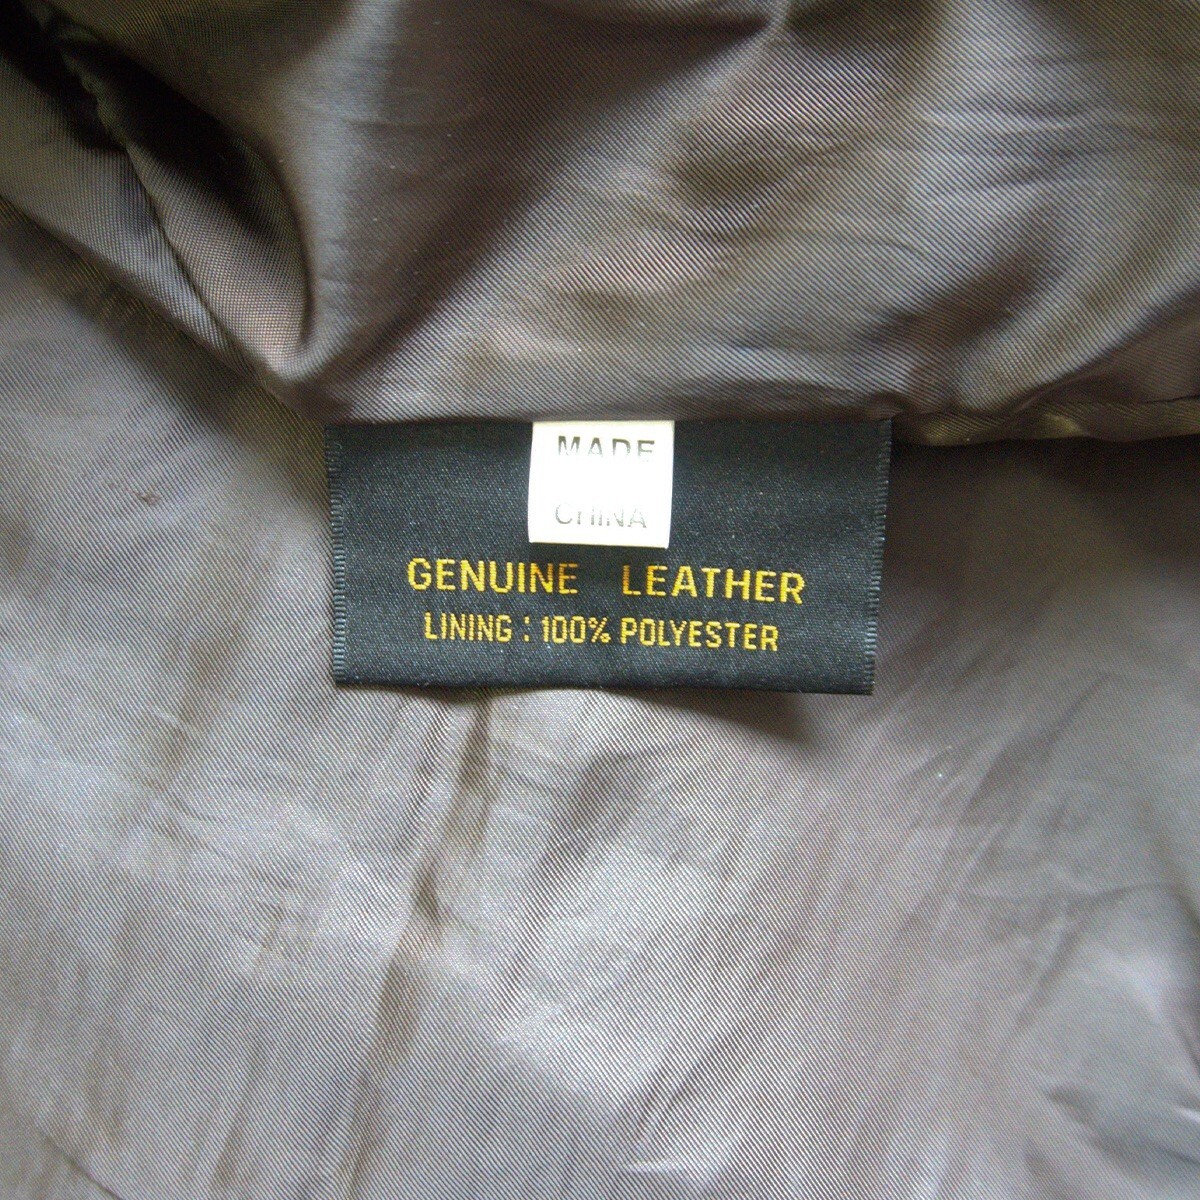 MADE
CHINA
GENUINE LEATHER
LINING : 100% POLYESTER